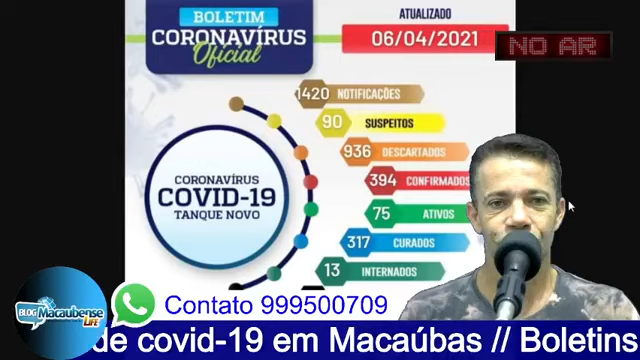 BOLETIM
CORONAVÍRUS
Oficial
ATUALIZADO
06/04/2021
NO AR
1420 NOTIFICAÇÕES
90 SUSPEITOS
936 DESCARTADOS
394 CONFIRMADOS
75 ATIVOS
317 CURADOS
13 INTERNADOS
CORONAVÍRUS
COVID-19
TANQUE NOVO
BLOG
Macaubense
LIFE
Contato 999500709
de covid-19 em Macaúbas // Boletins